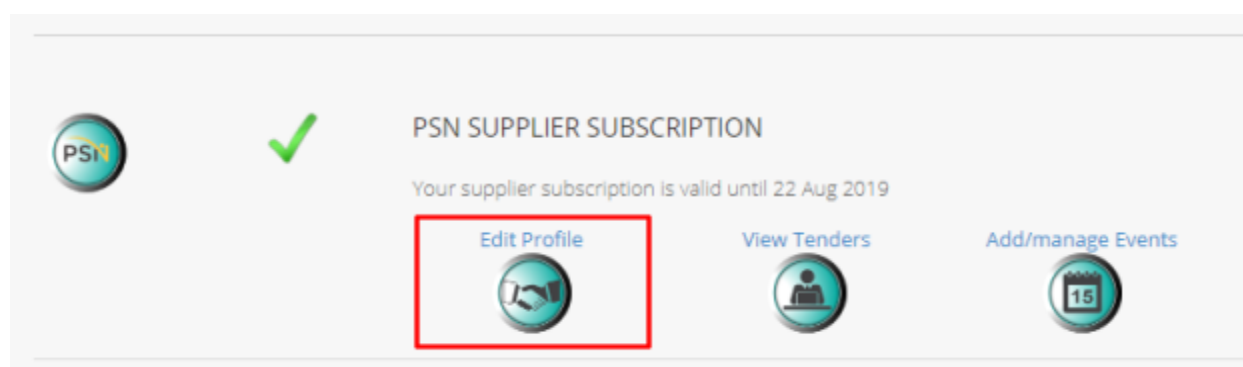 PSN
PSN SUPPLIER SUBSCRIPTION
Your supplier subscription is valid until 22 Aug 2019
Edit Profile
View Tenders
Add/manage Events
15